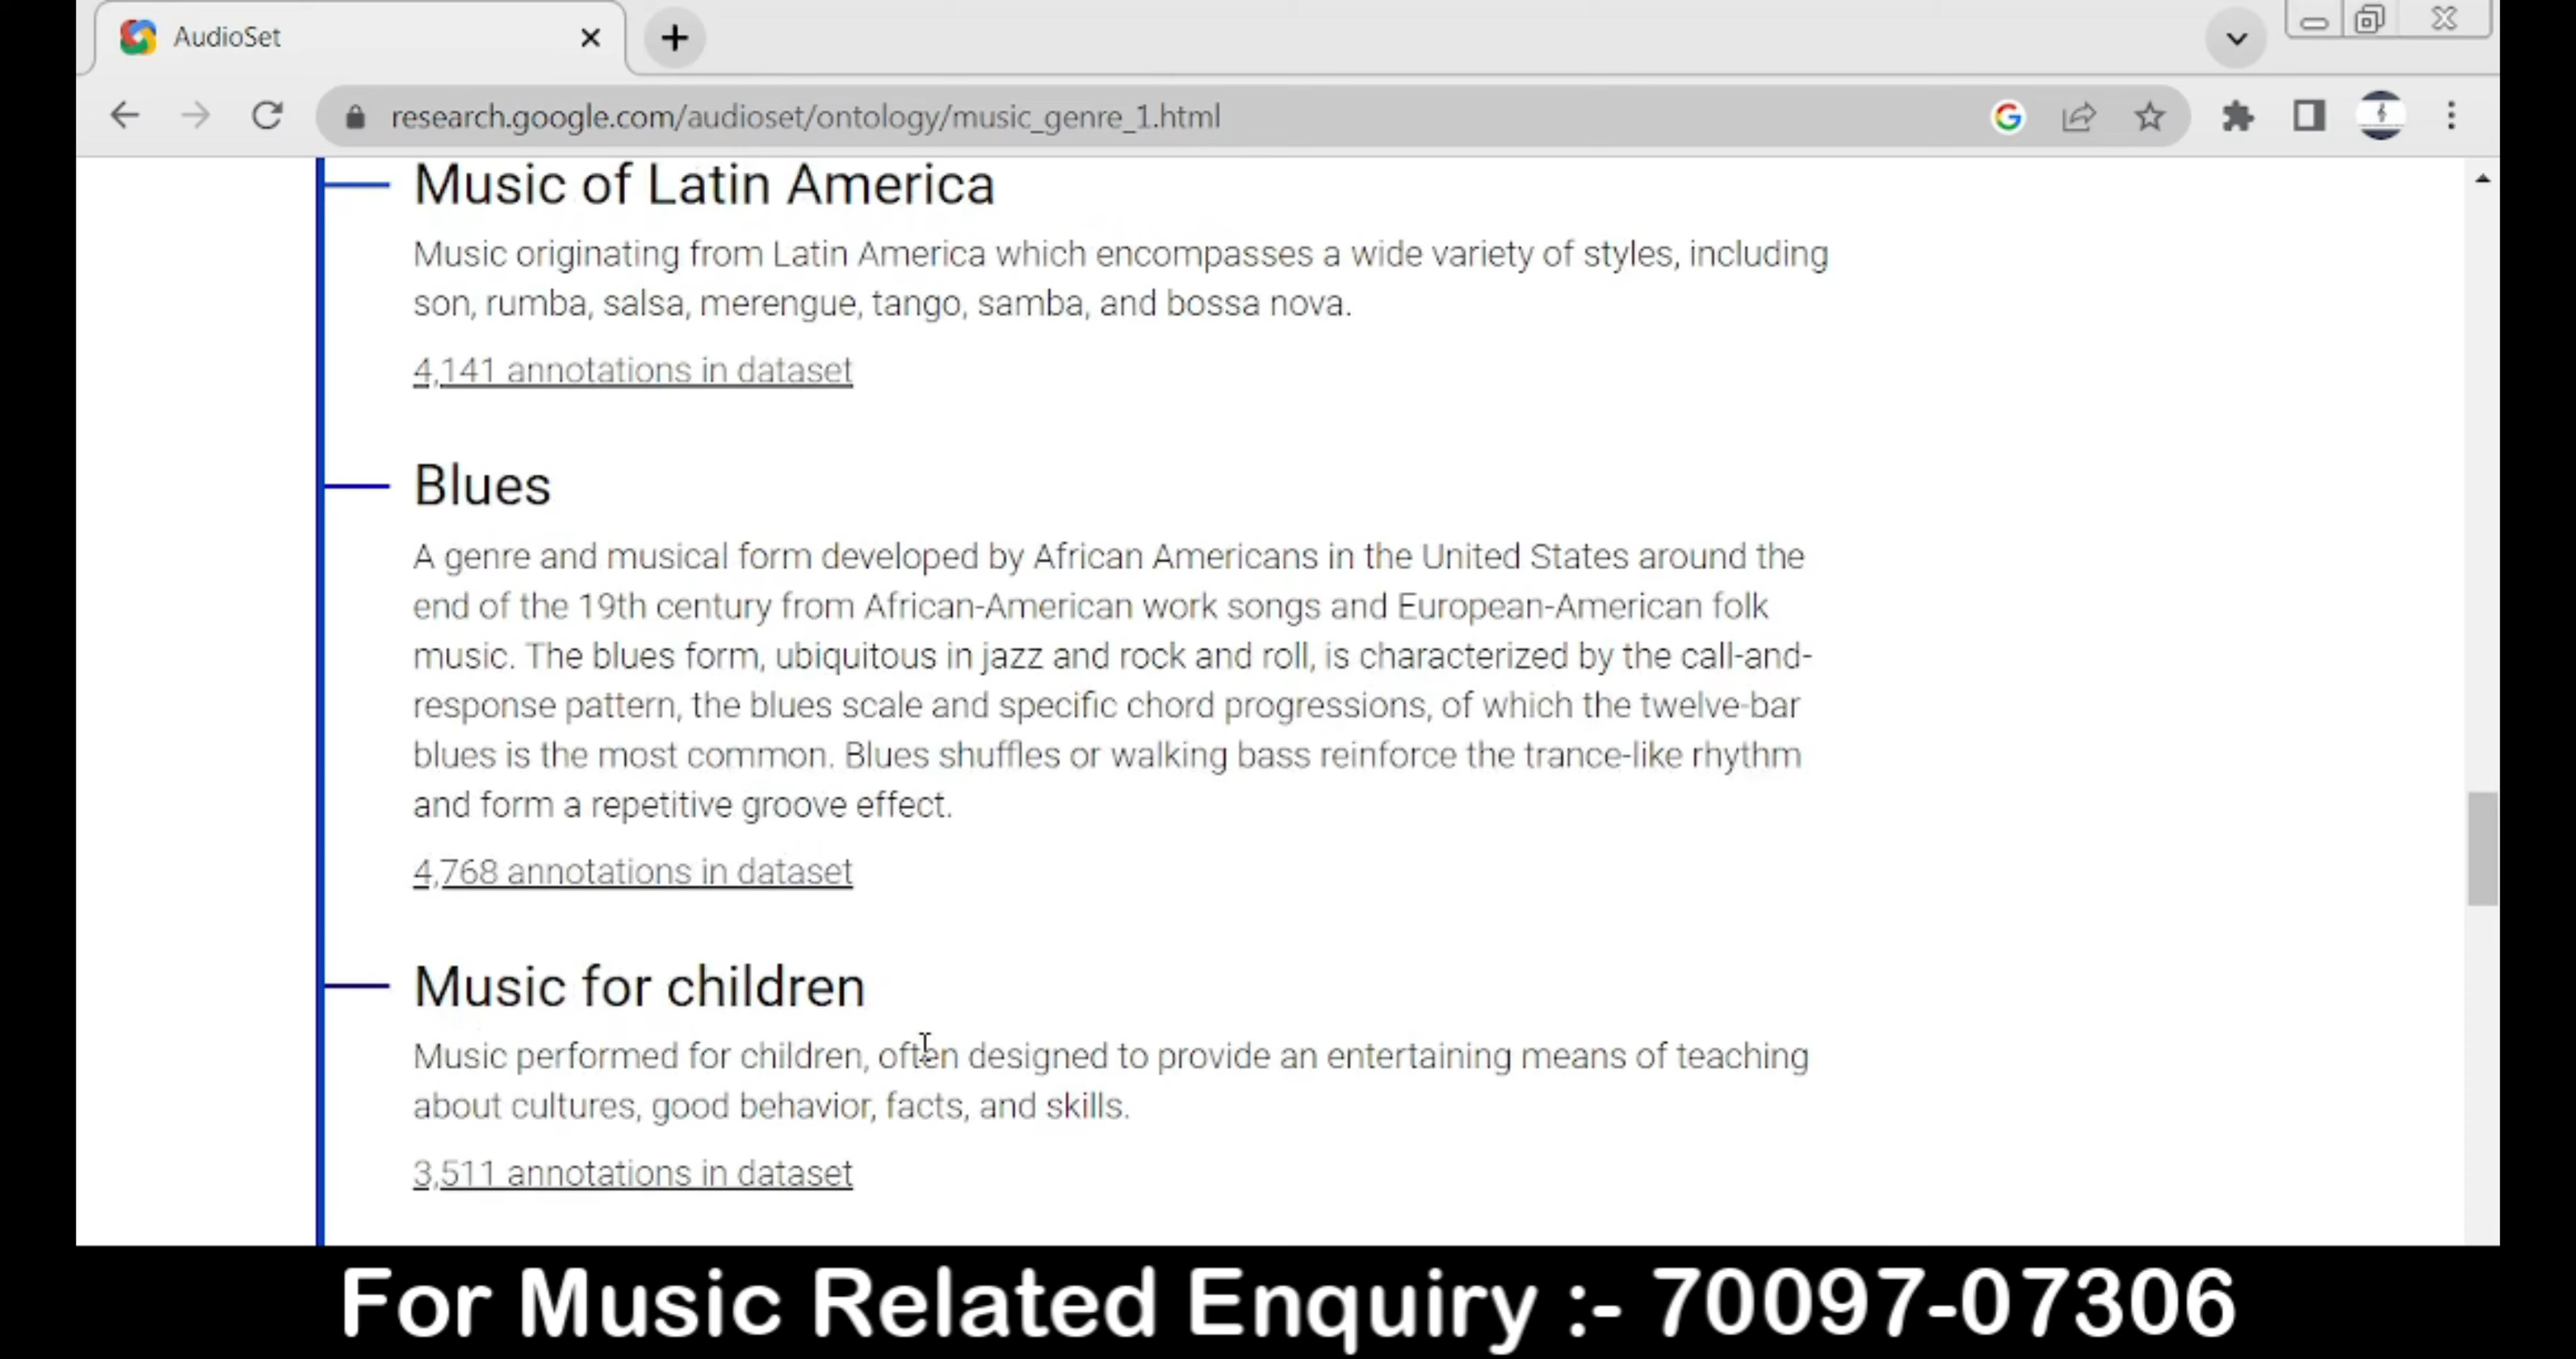 AudioSet
research.google.com/audioset/ontology/music_genre_1.html
Music of Latin America
Music originating from Latin America which encompasses a wide variety of styles, including
son, rumba, salsa, merengue, tango, samba, and bossa nova.
4,141 annotations in dataset
Blues
A genre and musical form developed by African Americans in the United States around the
end of the 19th century from African-American work songs and European-American folk
music. The blues form, ubiquitous in jazz and rock and roll, is characterized by the call-and-
response pattern, the blues scale and specific chord progressions, of which the twelve-bar
blues is the most common. Blues shuffles or walking bass reinforce the trance-like rhythm
and form a repetitive groove effect.
4,768 annotations in dataset
Music for children
Music performed for children, often designed to provide an entertaining means of teaching
about cultures, good behavior, facts, and skills.
3,511 annotations in dataset
For Music Related Enquiry :- 70097-07306